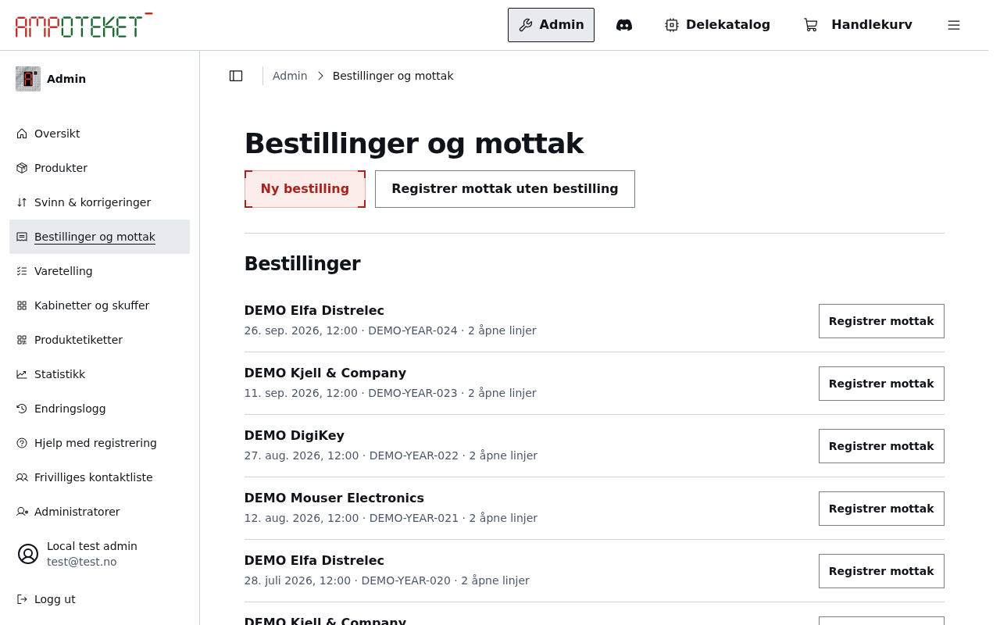 AMPOTEKET
Admin
Delekatalog
Handlekurv
Admin
Oversikt
Produkter
Svinn & korrigeringer
Bestillinger og mottak
Varetelling
Kabinetter og skuffer
Produktetiketter
Statistikk
Endringslogg
Hjelp med registrering
Frivilliges kontaktliste
Administratorer
Local test admin
test@test.no
Logg ut
Admin > Bestillinger og mottak
Bestillinger og mottak
Ny bestilling
Registrer mottak uten bestilling
Bestillinger
DEMO Elfa Distrelec
26. sep. 2026, 12:00 · DEMO-YEAR-024 · 2 åpne linjer
Registrer mottak
DEMO Kjell & Company
11. sep. 2026, 12:00 · DEMO-YEAR-023 · 2 åpne linjer
Registrer mottak
DEMO DigiKey
27. aug. 2026, 12:00 · DEMO-YEAR-022 · 2 åpne linjer
Registrer mottak
DEMO Mouser Electronics
12. aug. 2026, 12:00 · DEMO-YEAR-021 · 2 åpne linjer
Registrer mottak
DEMO Elfa Distrelec
28. juli 2026, 12:00 · DEMO-YEAR-020 · 2 åpne linjer
Registrer mottak
DEMO Kjell & Company